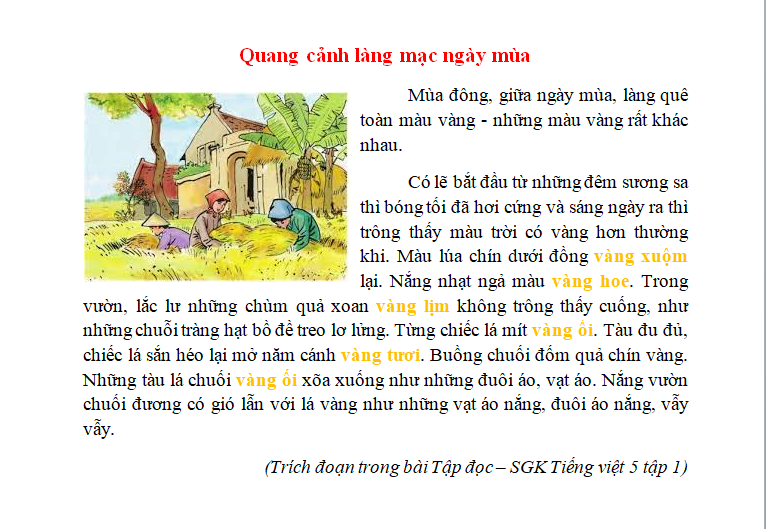 Quang cảnh làng mạc ngày mùa
Mùa đông, giữa ngày mùa, làng quê
toàn màu vàng - những màu vàng rất khác
nhau.
Có lẽ bắt đầu từ những đêm sương sa
thì bóng tối đã hơi cứng và sáng ngày ra thì
trông thấy màu trời có vàng hơn thường
khi. Màu lúa chín dưới đồng vàng xuộm
lại. Nắng nhạt ngả màu vàng hoe. Trong
vườn, lắc lư những chùm quả xoan vàng lịm không trông thấy cuống, như
những chuỗi tràng hạt bồ đề treo lơ lửng. Từng chiếc lá mít vàng ối. Tàu đu đủ,
chiếc lá sắn héo lại mở năm cánh vàng tươi. Buồng chuối đốm quả chín vàng.
Những tàu lá chuối vàng ối xõa xuống như những đuôi áo, vạt áo. Nắng vườn
chuối đương có gió lẫn với lá vàng như những vạt áo nắng, đuôi áo nắng, vẫy
vẫy.
(Trích đoạn trong bài Tập đọc – SGK Tiếng việt 5 tập 1)